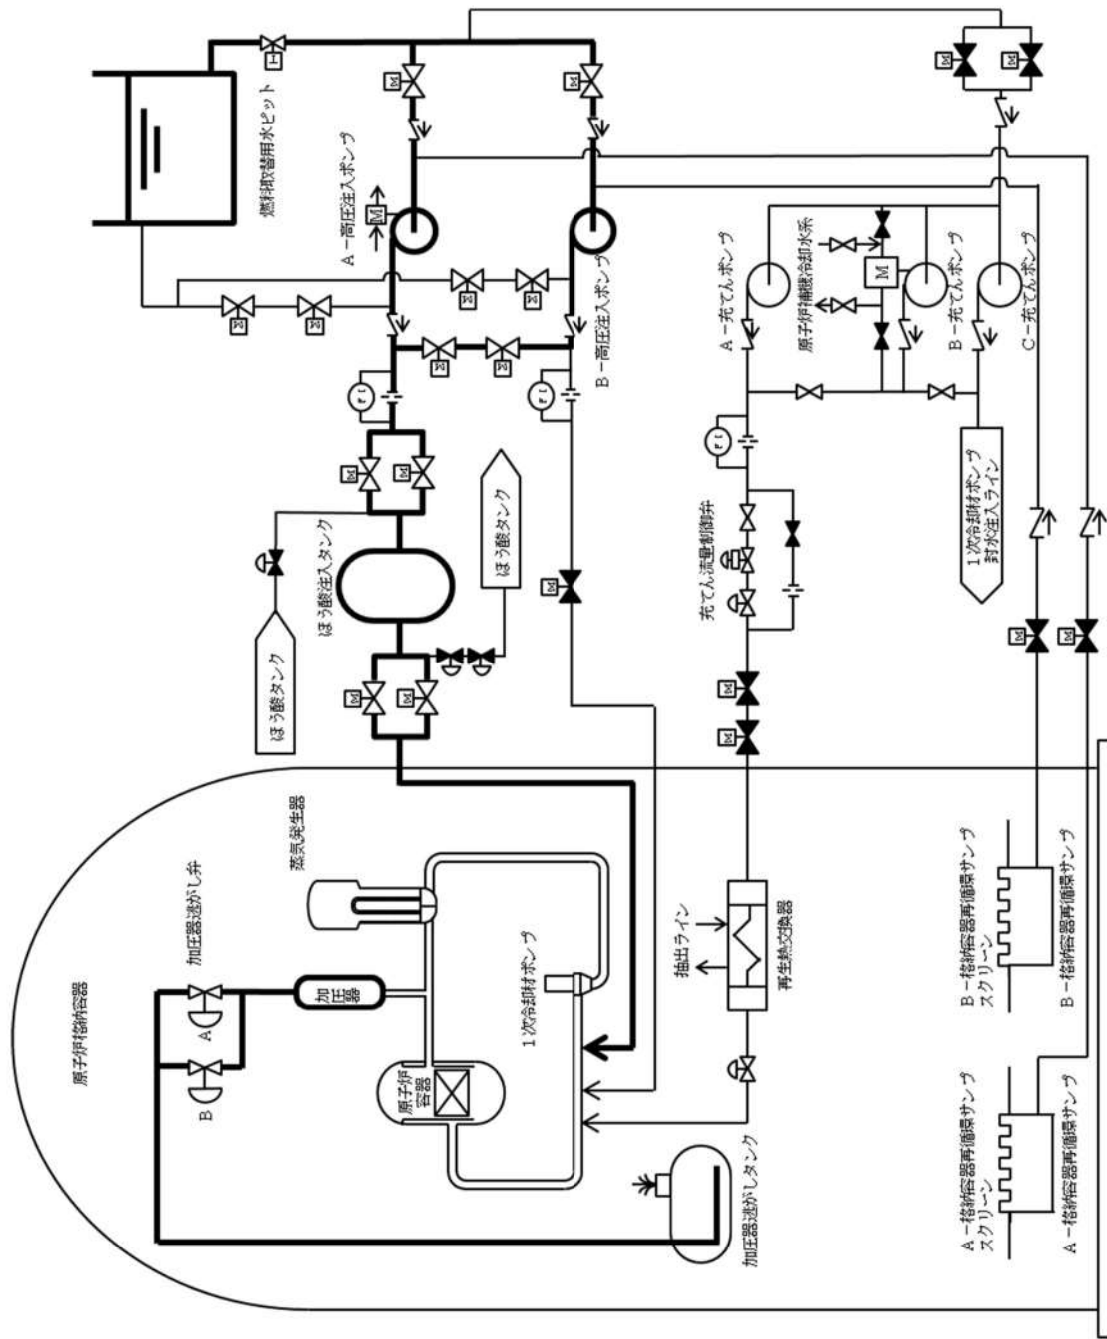 燃料取替用水ピット
A－高圧注入ポンプ
M
B－高圧注入ポンプ
FI
FI
ほう酸タンク
ほう酸注入タンク
ほう酸タンク
A－充てんポンプ
原子炉補機冷却水系
M
B－充てんポンプ
C－充てんポンプ
FI
充てん流量制御弁
1次冷却材ポンプ
封水注入ライン
原子炉格納容器
加圧器逃がし弁
A
B
蒸気発生器
加圧器
原子炉
容器
1次冷却材ポンプ
抽出ライン
再生熱交換器
加圧器逃がしタンク
B－格納容器再循環サンプ
スクリーン
B－格納容器再循環サンプ
A－格納容器再循環サンプ
スクリーン
A－格納容器再循環サンプ